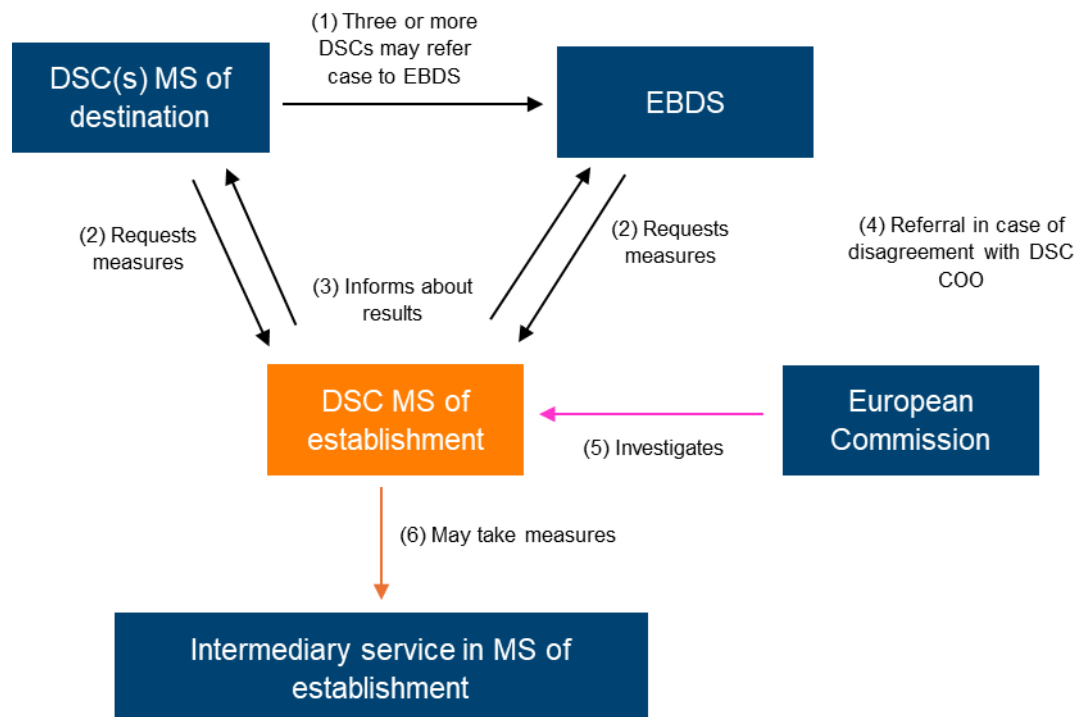 (1) Three or more
DSCs may refer
case to EBDS
DSC(s) MS of
destination
EBDS
(2) Requests
measures
(3) Informs about
results
(2) Requests
measures
(4) Referral in case of
disagreement with DSC
COO
DSC MS of
establishment
(5) Investigates
European
Commission
(6) May take measures
Intermediary service in MS of
establishment